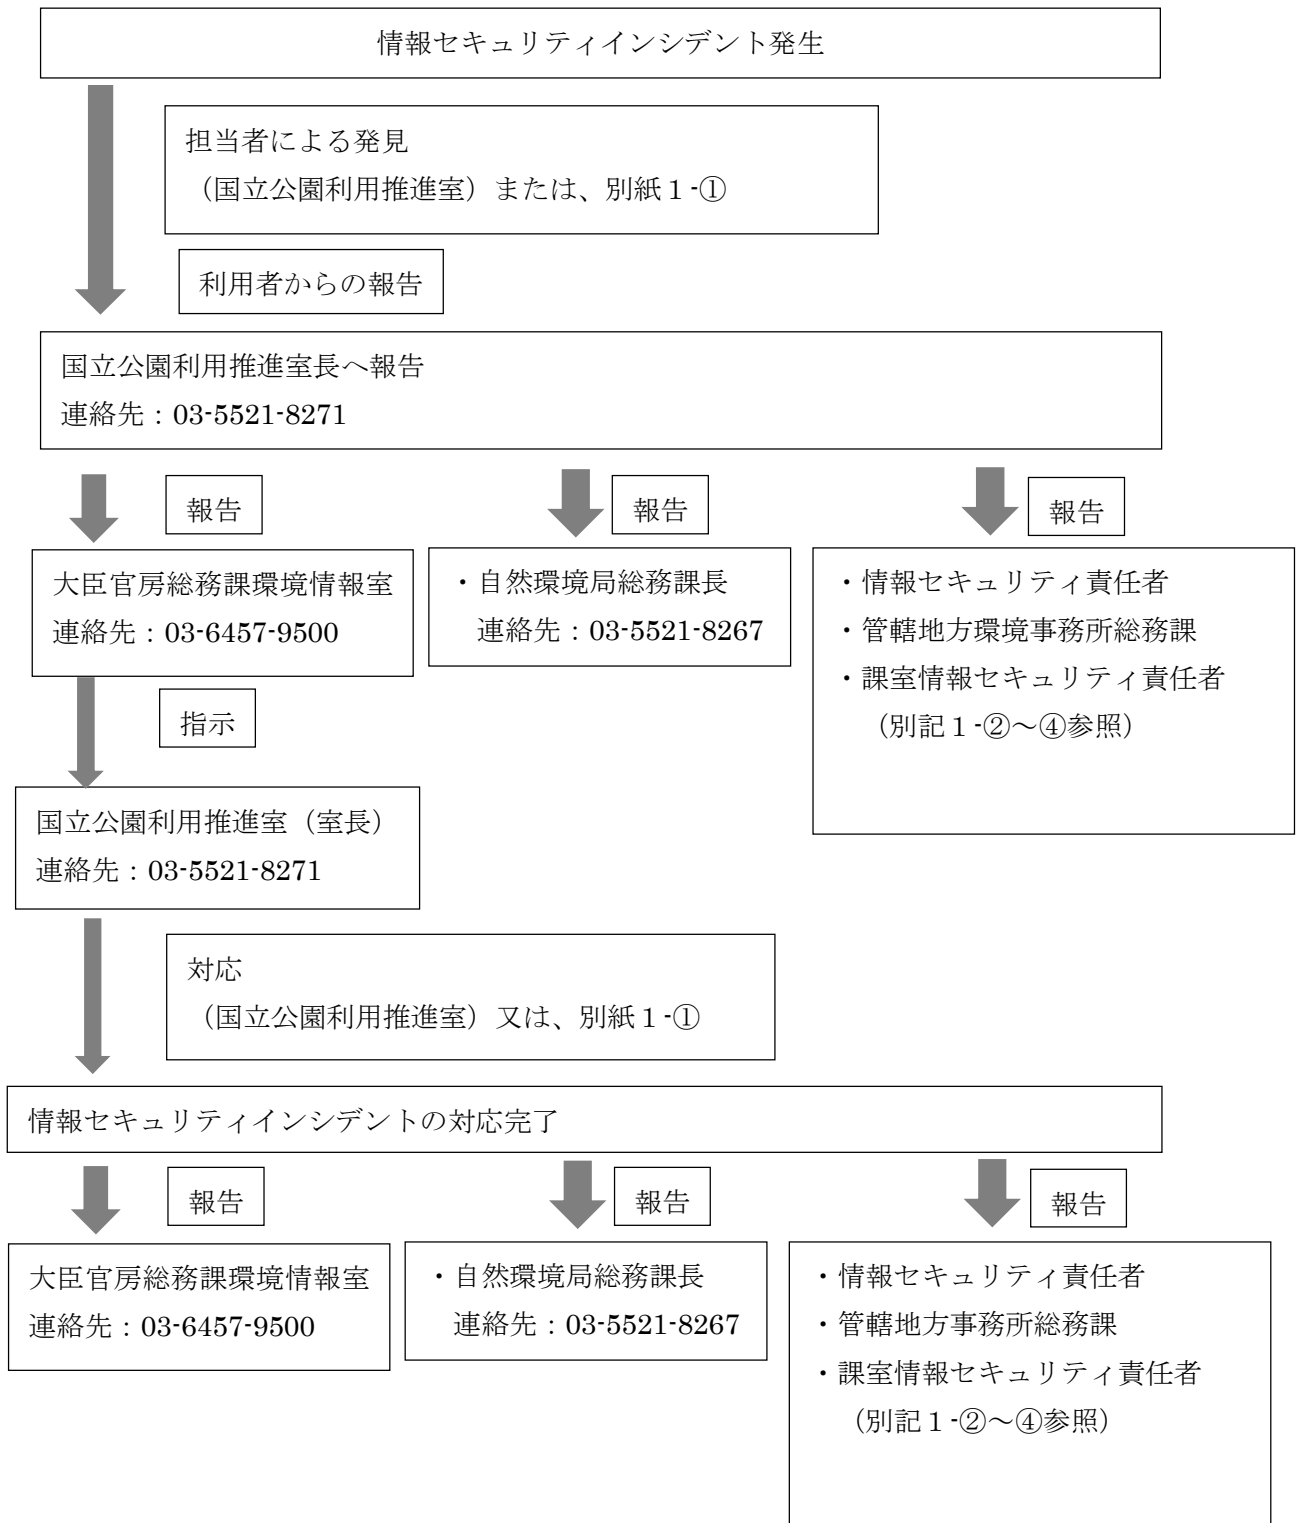 情報セキュリティインシデント発生
担当者による発見
（国立公園利用推進室）または、別紙１-①
利用者からの報告
国立公園利用推進室長へ報告
連絡先：03-5521-8271
報告
報告
報告
大臣官房総務課環境情報室
連絡先：03-6457-9500
・自然環境局総務課長
連絡先：03-5521-8267
・情報セキュリティ責任者
・管轄地方環境事務所総務課
・課室情報セキュリティ責任者
（別記１-②～④参照）
指示
国立公園利用推進室（室長）
連絡先：03-5521-8271
対応
（国立公園利用推進室）又は、別紙１-①
情報セキュリティインシデントの対応完了
報告
報告
報告
大臣官房総務課環境情報室
連絡先：03-6457-9500
・自然環境局総務課長
連絡先：03-5521-8267
・情報セキュリティ責任者
・管轄地方事務所総務課
・課室情報セキュリティ責任者
（別記１-②～④参照）